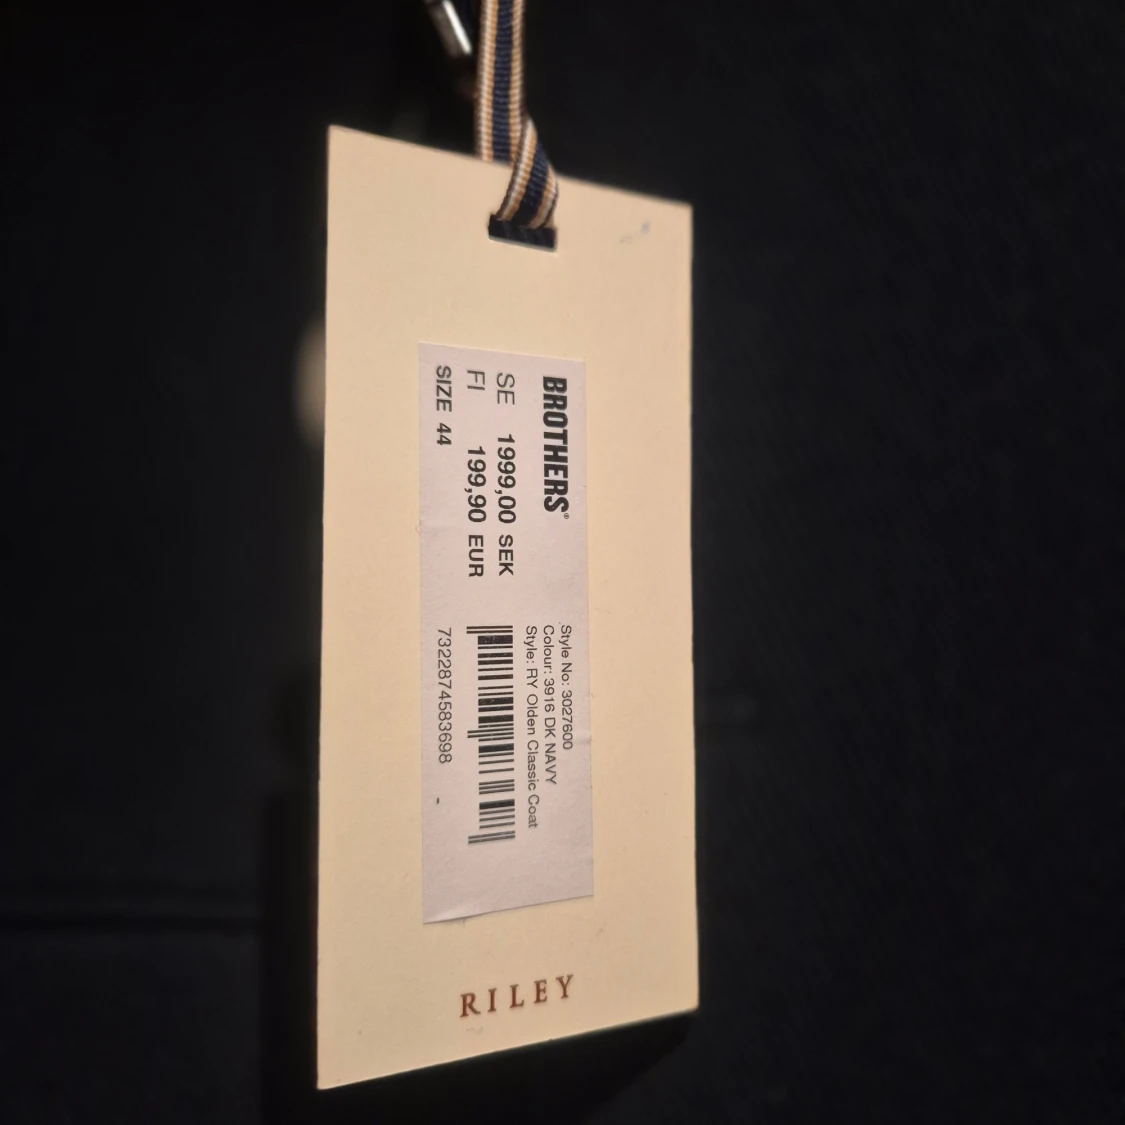 BROTHERS®
SE 1999,00 SEK
FI 199,90 EUR
SIZE 44
Style No: 3027600
Colour: 3916 DK NAVY
Style: RY Olden Classic Coat
7322874583698
RILEY